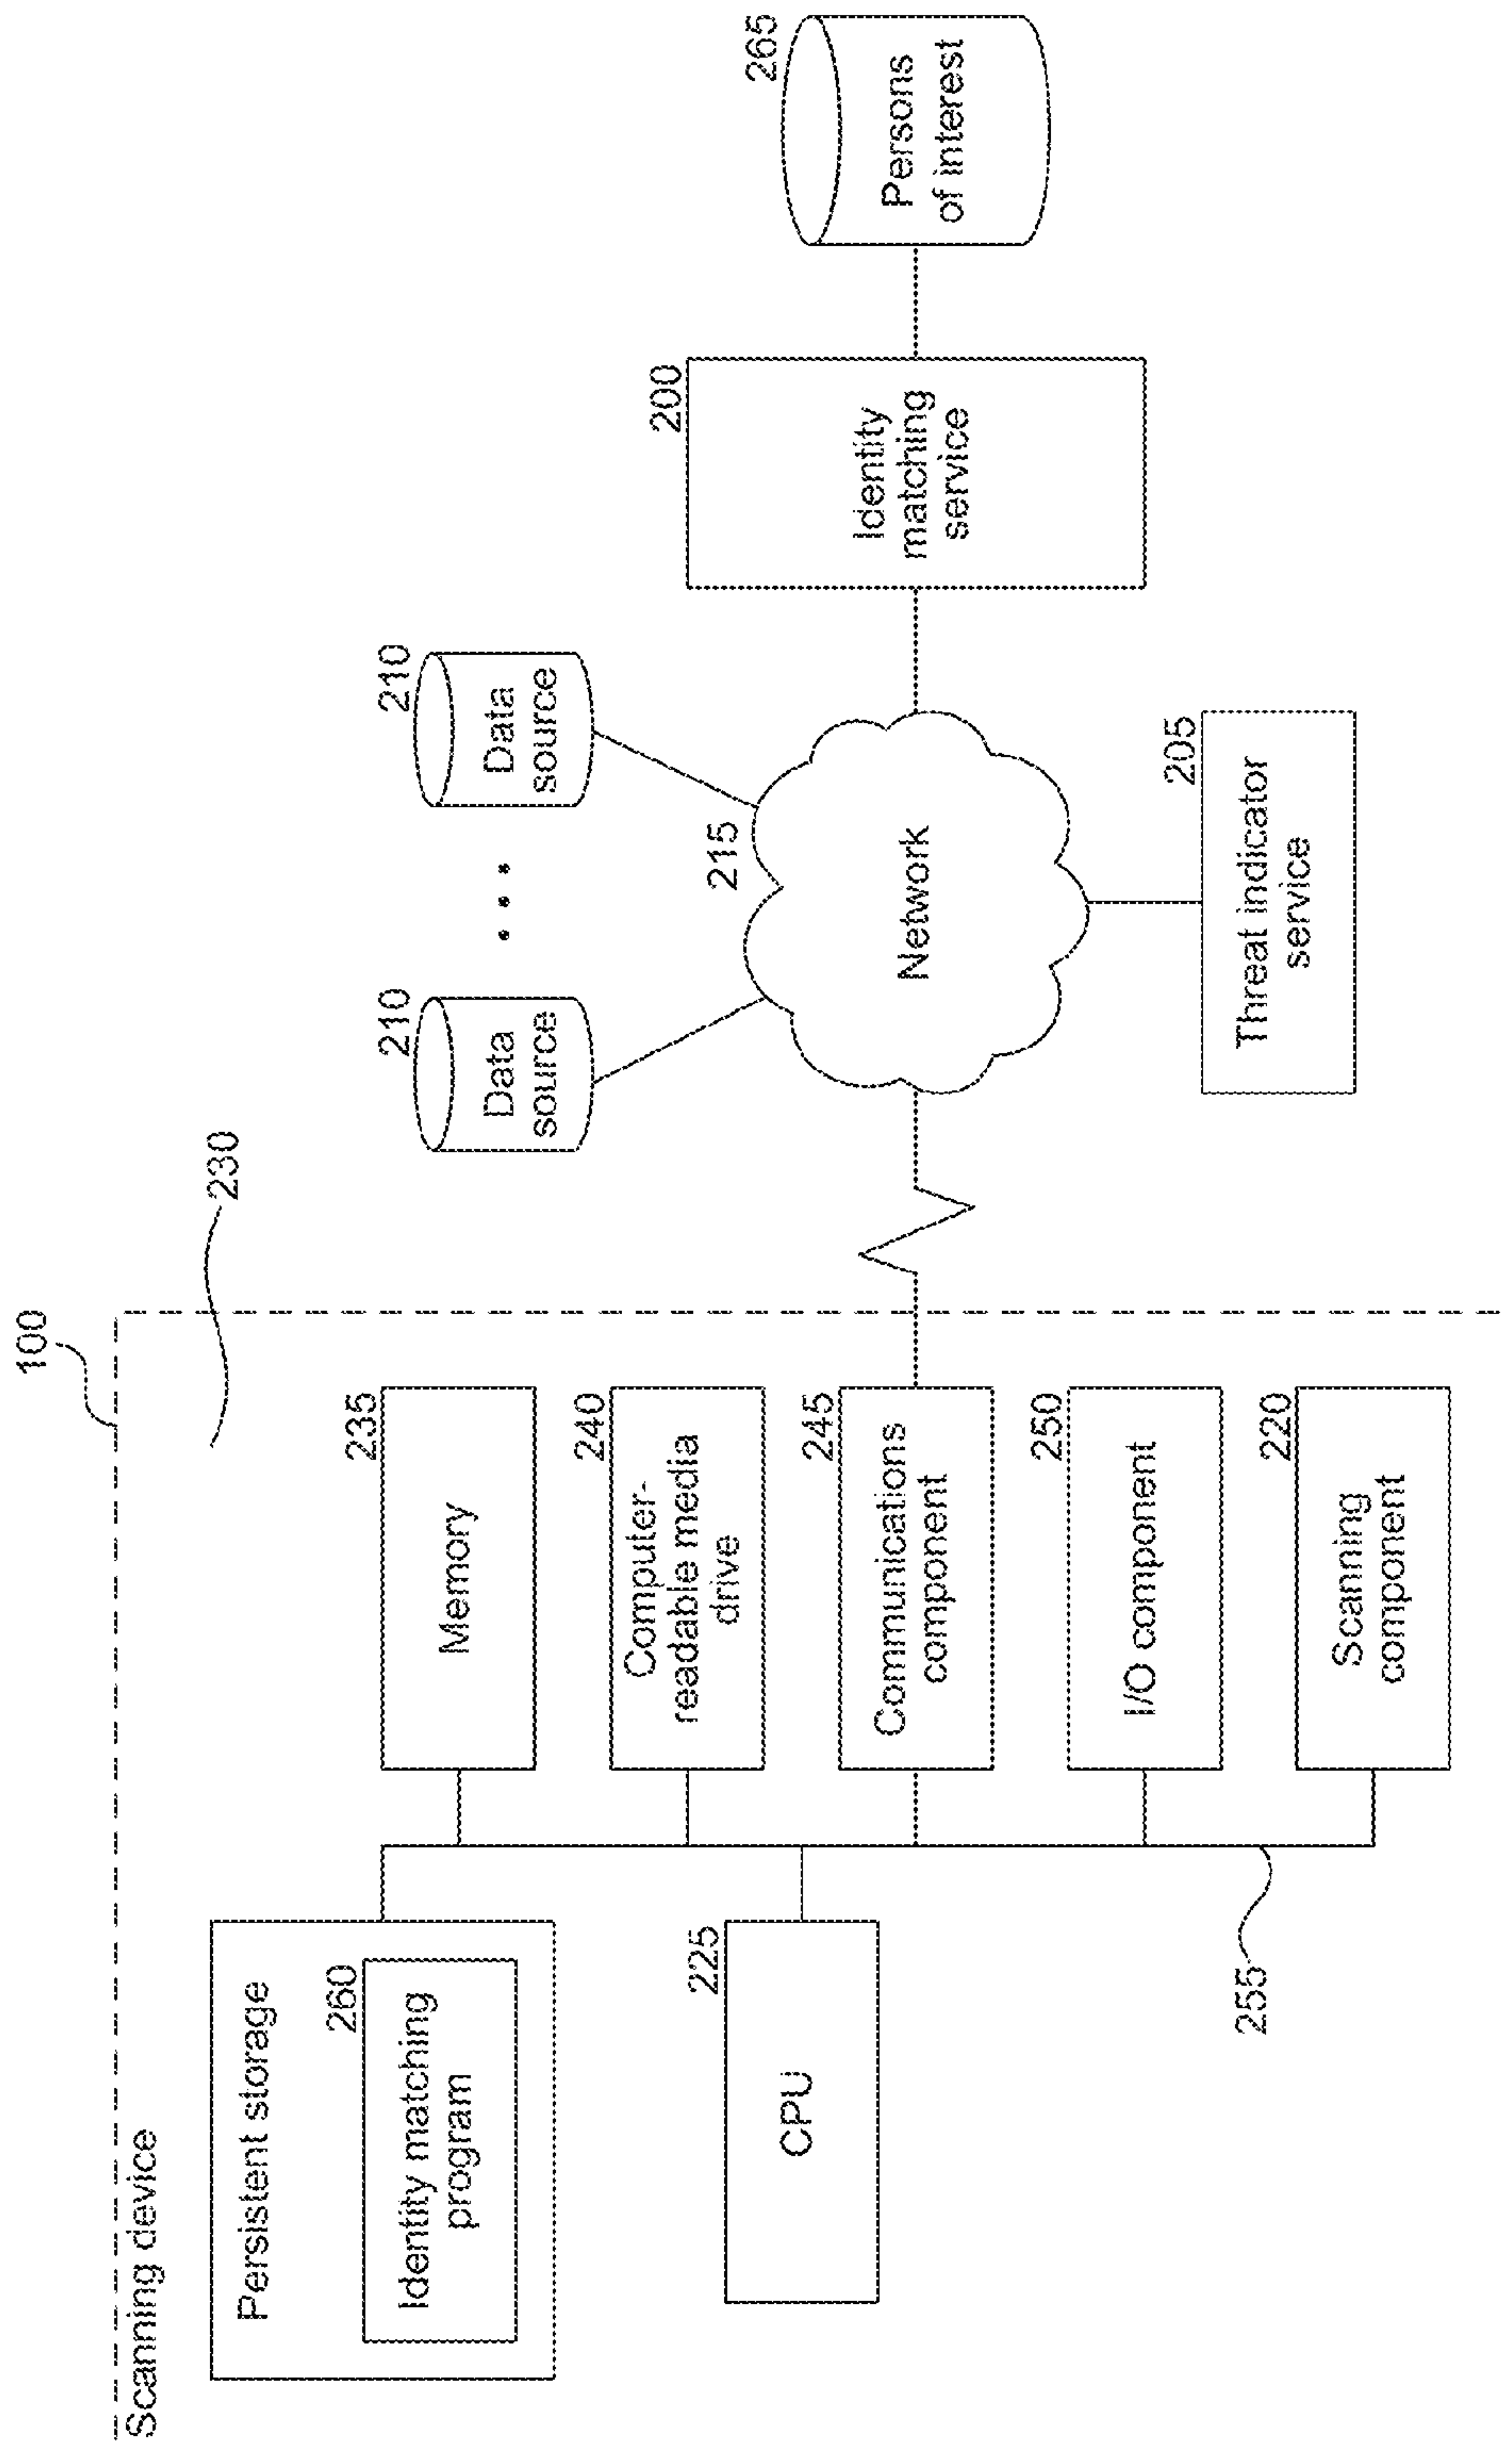 Scanning device
100
230
Persistent storage
260
Identity matching
program
225
CPU
255
235
Memory
240
Computer-
readable media
drive
245
Communications
component
250
I/O component
220
Scanning
component
210
Data
source
210
Data
source
215
Network
205
Threat indicator
service
200
Identity
matching
service
265
Persons
of interest